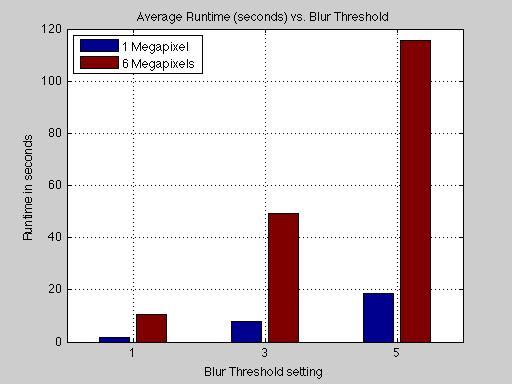 Average Runtime (seconds) vs. Blur Threshold
1 Megapixel
6 Megapixels
Runtime in seconds
120
100
80
60
40
20
0
1
3
5
Blur Threshold setting